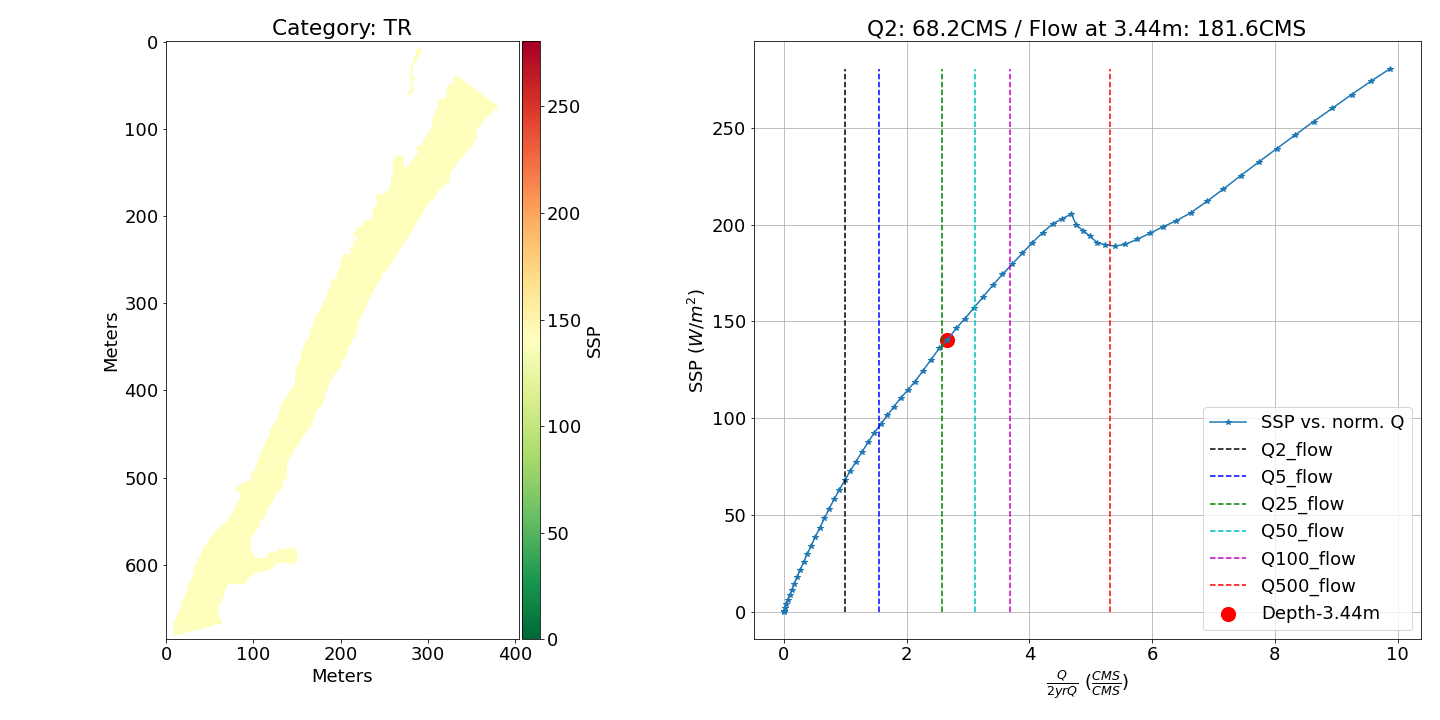 Category: TR
0
100
200
300
400
500
600
Meters
0
100
200
300
400
Meters
250
200
150
100
50
0
SSP
Q2: 68.2CMS / Flow at 3.44m: 181.6CMS
250
200
150
100
50
0
SSP (W/m²)
0
2
4
6
8
10
Q/2yrQ (CMS/CMS)
SSP vs. norm. Q
Q2_flow
Q5_flow
Q25_flow
Q50_flow
Q100_flow
Q500_flow
Depth-3.44m